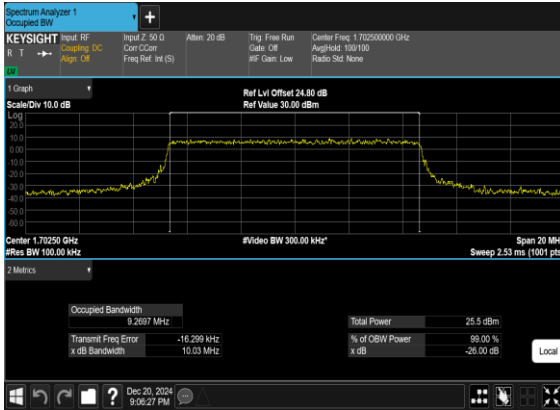 Spectrum Analyzer 1
Occupied BW
+
KEYSIGHT Input: RF Input Z: 50 Ω Atten: 20 dB Trig: Free Run Center Freq: 1.702500000 GHz
R T Coupling: DC Corr CCorr Gate: Off Avg|Hold: 100/100
Align: Off Freq Ref: Int (S) #IF Gain: Low Radio Std: None
1 Graph Ref Lvl Offset 24.80 dB
Scale/Div 10.0 dB Ref Value 30.00 dBm
Log
20.0
10.0
0.00
-10.0
-20.0
-30.0
-40.0
-50.0
-60.0
Center 1.70250 GHz #Video BW 300.00 kHz* Span 20 MH
#Res BW 100.00 kHz Sweep 2.53 ms (1001 pts
2 Metrics
Occupied Bandwidth
9.2697 MHz Total Power 25.5 dBm
Transmit Freq Error -16.299 kHz % of OBW Power 99.00 %
x dB Bandwidth 10.03 MHz x dB -26.00 dB
Local
? Dec 20, 2024
9:06:27 PM